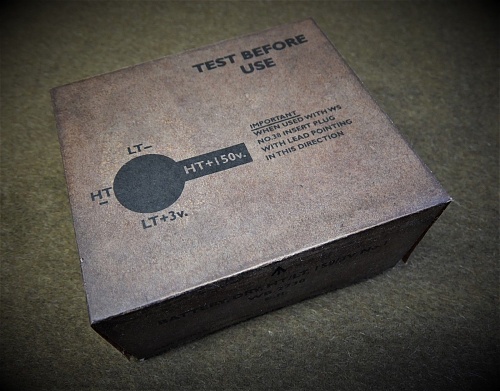 TEST BEFORE
USE
IMPORTANT
WHEN USED WITH WS
NO.38 INSERT PLUG
WITH LEAD POINTING
IN THIS DIRECTION
LT–
HT+150v.
HT
–
LT+3v.